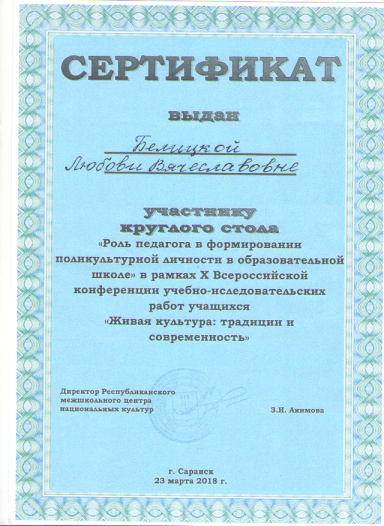 СЕРТИФИКАТ
выдан
Белицкой
Любови Вячеславовне
участнику
круглого стола
«Роль педагога в формировании
поликультурной личности в образовательной
школе» в рамках X Всероссийской
конференции учебно-иследовательских
работ учащихся
«Живая культура: традиции и
современность»
Директор Республиканского
межшкольного центра
национальных культур З.Н. Акимова
г. Саранск
23 марта 2018 г.